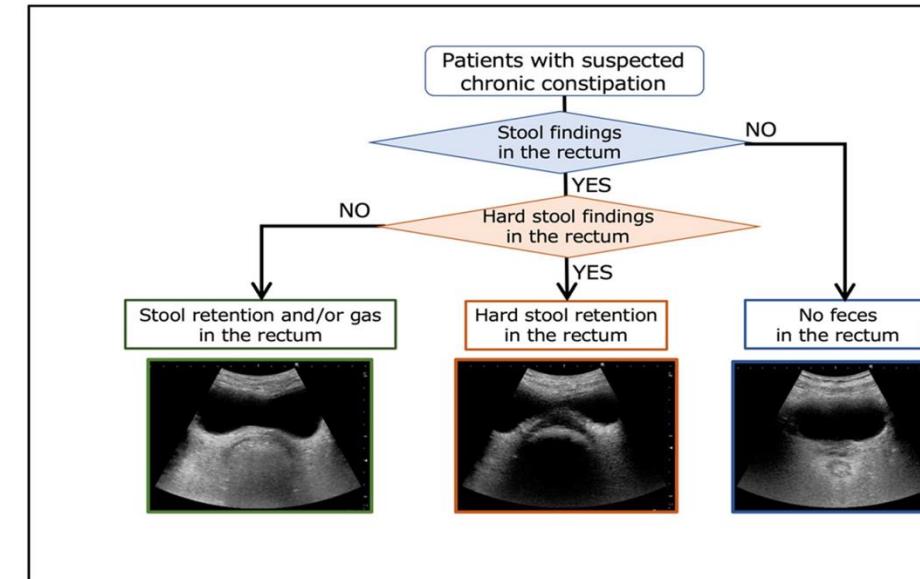 Patients with suspected
chronic constipation
Stool findings
in the rectum
NO
YES
NO
Hard stool findings
in the rectum
YES
Stool retention and/or gas
in the rectum
Hard stool retention
in the rectum
No feces
in the rectum